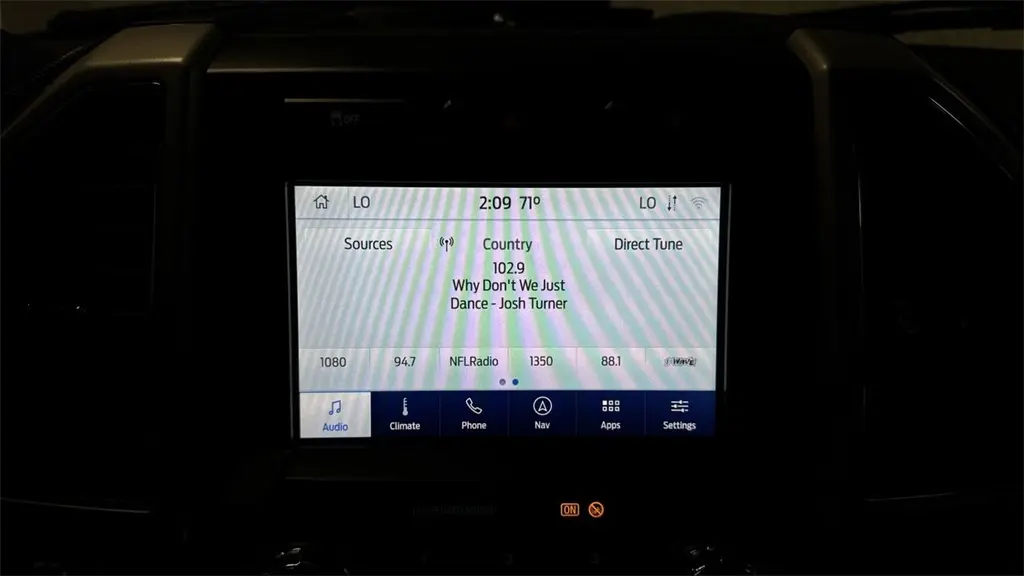 OFF
LO 2:09 71° LO
Sources Country Direct Tune
102.9
Why Don't We Just
Dance - Josh Turner
1080 94.7 NFLRadio 1350 88.1
Audio Climate Phone Nav Apps Settings
ON